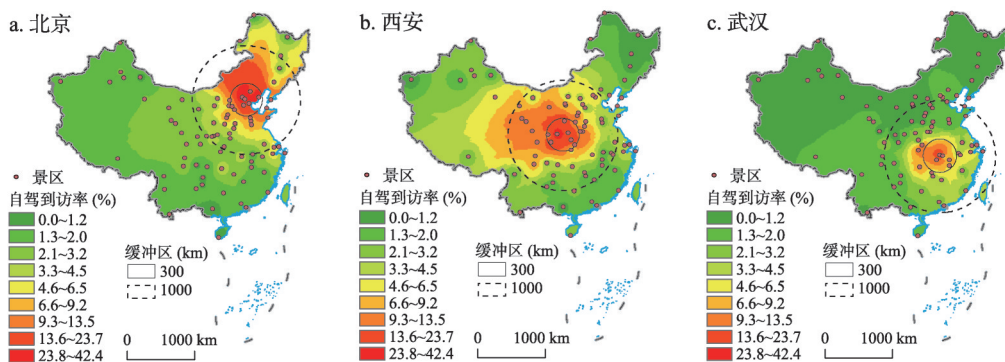 a. 北京
景区
自驾到访率 (%)
0.0~1.2
1.3~2.0
2.1~3.2
3.3~4.5
4.6~6.5
6.6~9.2
9.3~13.5
13.6~23.7
23.8~42.4
缓冲区 (km)
300
1000
0 1000 km
b. 西安
景区
自驾到访率 (%)
0.0~1.2
1.3~2.0
2.1~3.2
3.3~4.5
4.6~6.5
6.6~9.2
9.3~13.5
13.6~23.7
23.8~42.4
缓冲区 (km)
300
1000
0 1000 km
c. 武汉
景区
自驾到访率 (%)
0.0~1.2
1.3~2.0
2.1~3.2
3.3~4.5
4.6~6.5
6.6~9.2
9.3~13.5
13.6~23.7
23.8~42.4
缓冲区 (km)
300
1000
0 1000 km